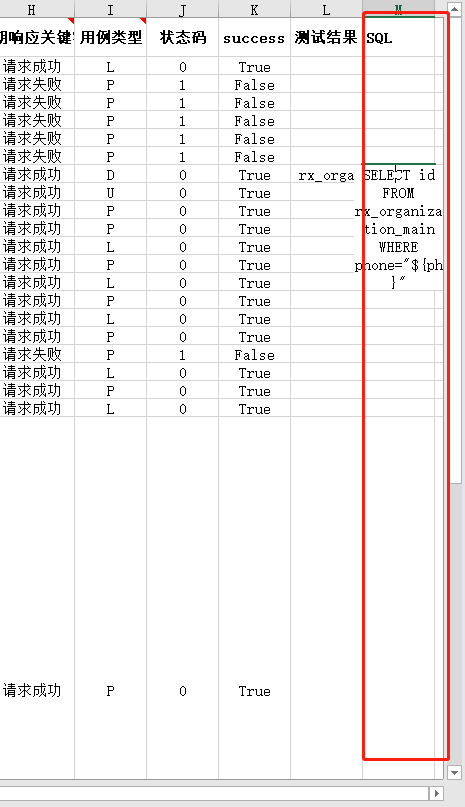 H I J K L M
期响应关键 用例类型 状态码 success 测试结果 SQL
请求成功 L 0 True
请求失败 P 1 False
请求失败 P 1 False
请求失败 P 1 False
请求失败 P 1 False
请求失败 P 1 False
请求成功 D 0 True rx_orga SELECT id
请求成功 U 0 True FROM
请求成功 P 0 True rx_organiza
请求成功 P 0 True tion_main
请求成功 L 0 True WHERE
请求成功 P 0 True phone="${ph
请求成功 L 0 True }"
请求成功 P 0 True
请求成功 L 0 True
请求成功 P 0 True
请求失败 P 1 False
请求成功 L 0 True
请求成功 P 0 True
请求成功 L 0 True
请求成功 P 0 True